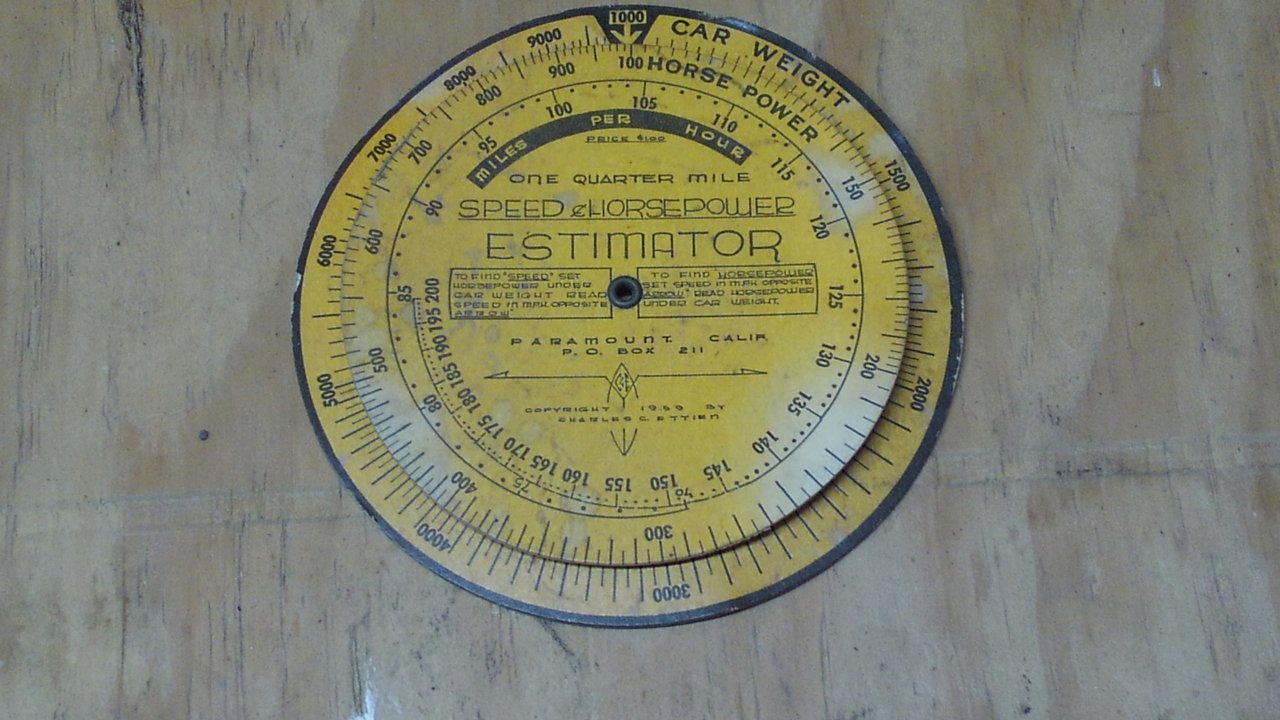 1000
CAR WEIGHT
9000
8000
7000
6000
5000
4000
3000
2000
1500
HORSE POWER
100
900
800
700
600
500
400
300
200
150
95 100 105 110 115 120 125 130 135 140 145 150 155 160 165 170 175 180 185 190 195 200
90
85
80
75
70
MILES PER HOUR
PRICE $1.00
ONE QUARTER MILE
SPEED & HORSEPOWER
ESTIMATOR
TO FIND "SPEED" SET
HORSEPOWER UNDER
CAR WEIGHT READ
SPEED IN M.P.H. OPPOSITE
ARROW"
TO FIND "HORSEPOWER"
SET SPEED IN M.P.H. OPPOSITE
ARROW" READ HORSEPOWER
UNDER CAR WEIGHT.
PARAMOUNT, CALIF.
P. O. BOX 211
COPYRIGHT BY
CHARLES C. ETTIEN